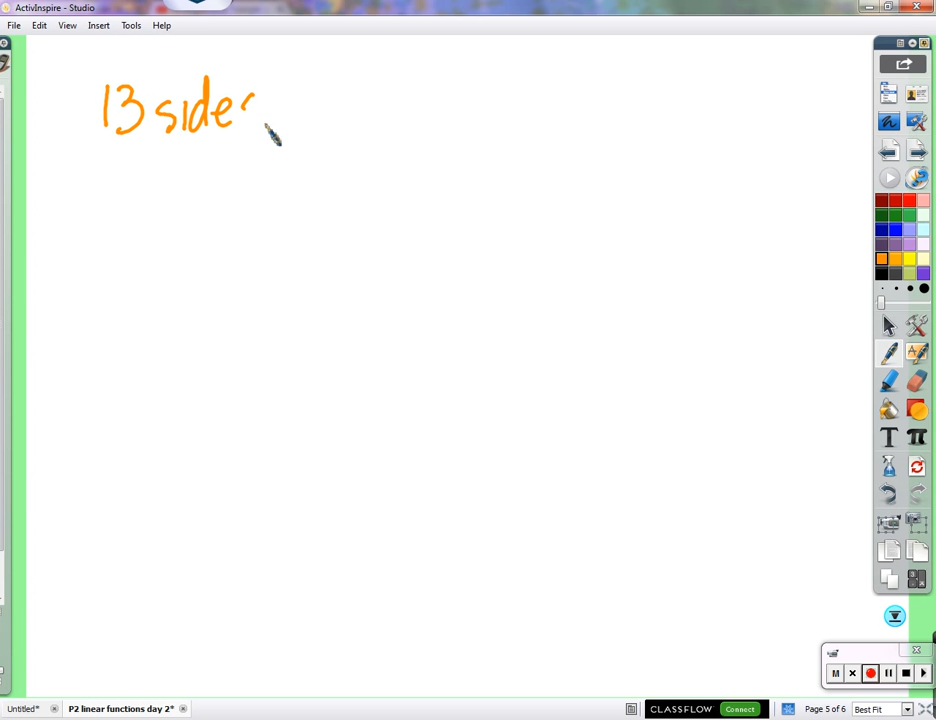 ActivInspire - Studio
File Edit View Insert Tools Help
13 sides
M
Untitled* P2 linear functions day 2* CLASSFLOW Connect Page 5 of 6 Best Fit